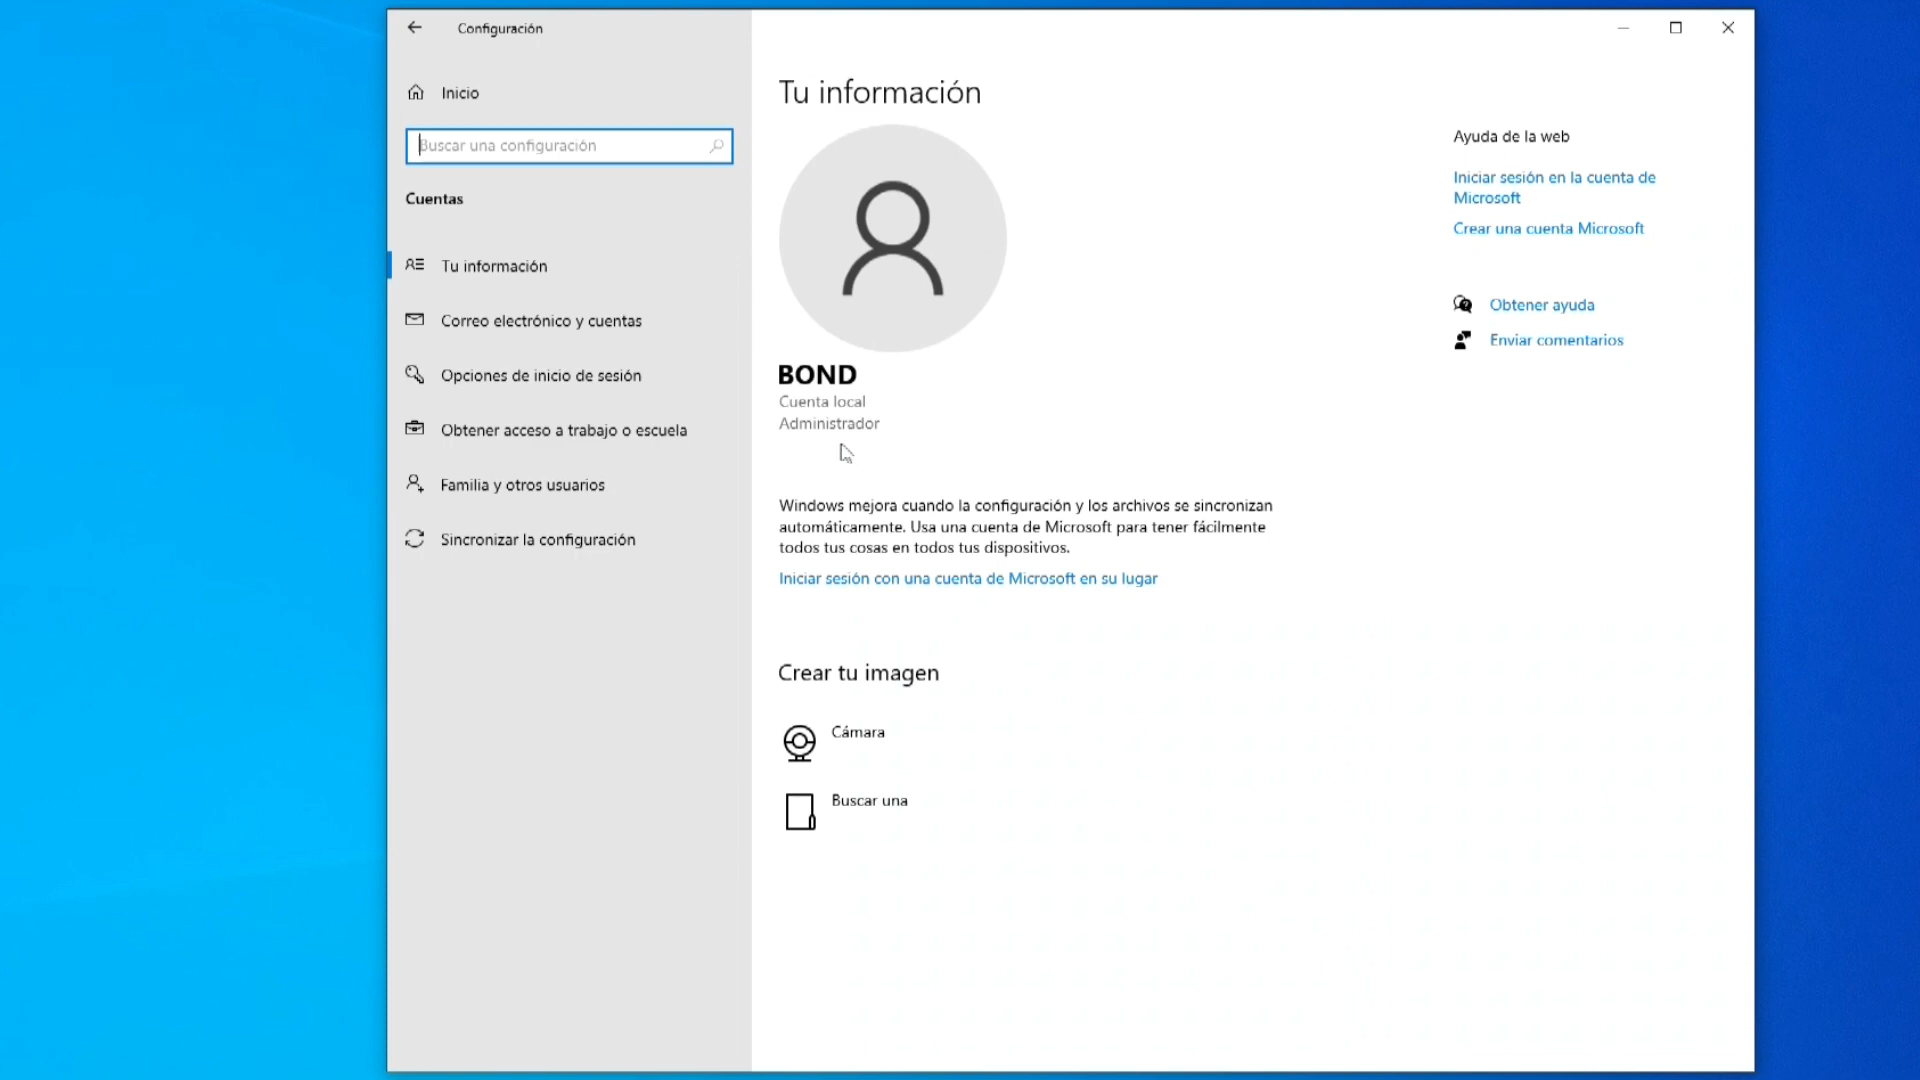 Configuración
Inicio
Buscar una configuración
Cuentas
Tu información
Correo electrónico y cuentas
Opciones de inicio de sesión
Obtener acceso a trabajo o escuela
Familia y otros usuarios
Sincronizar la configuración
Tu información
BOND
Cuenta local
Administrador
Windows mejora cuando la configuración y los archivos se sincronizan
automáticamente. Usa una cuenta de Microsoft para tener fácilmente
todos tus cosas en todos tus dispositivos.
Iniciar sesión con una cuenta de Microsoft en su lugar
Crear tu imagen
Cámara
Buscar una
Ayuda de la web
Iniciar sesión en la cuenta de
Microsoft
Crear una cuenta Microsoft
Obtener ayuda
Enviar comentarios